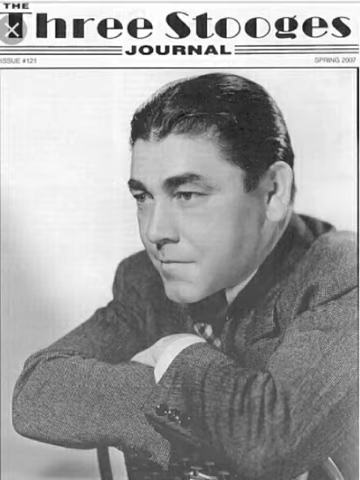 THE
Three Stooges
JOURNAL
ISSUE #121
SPRING 2007